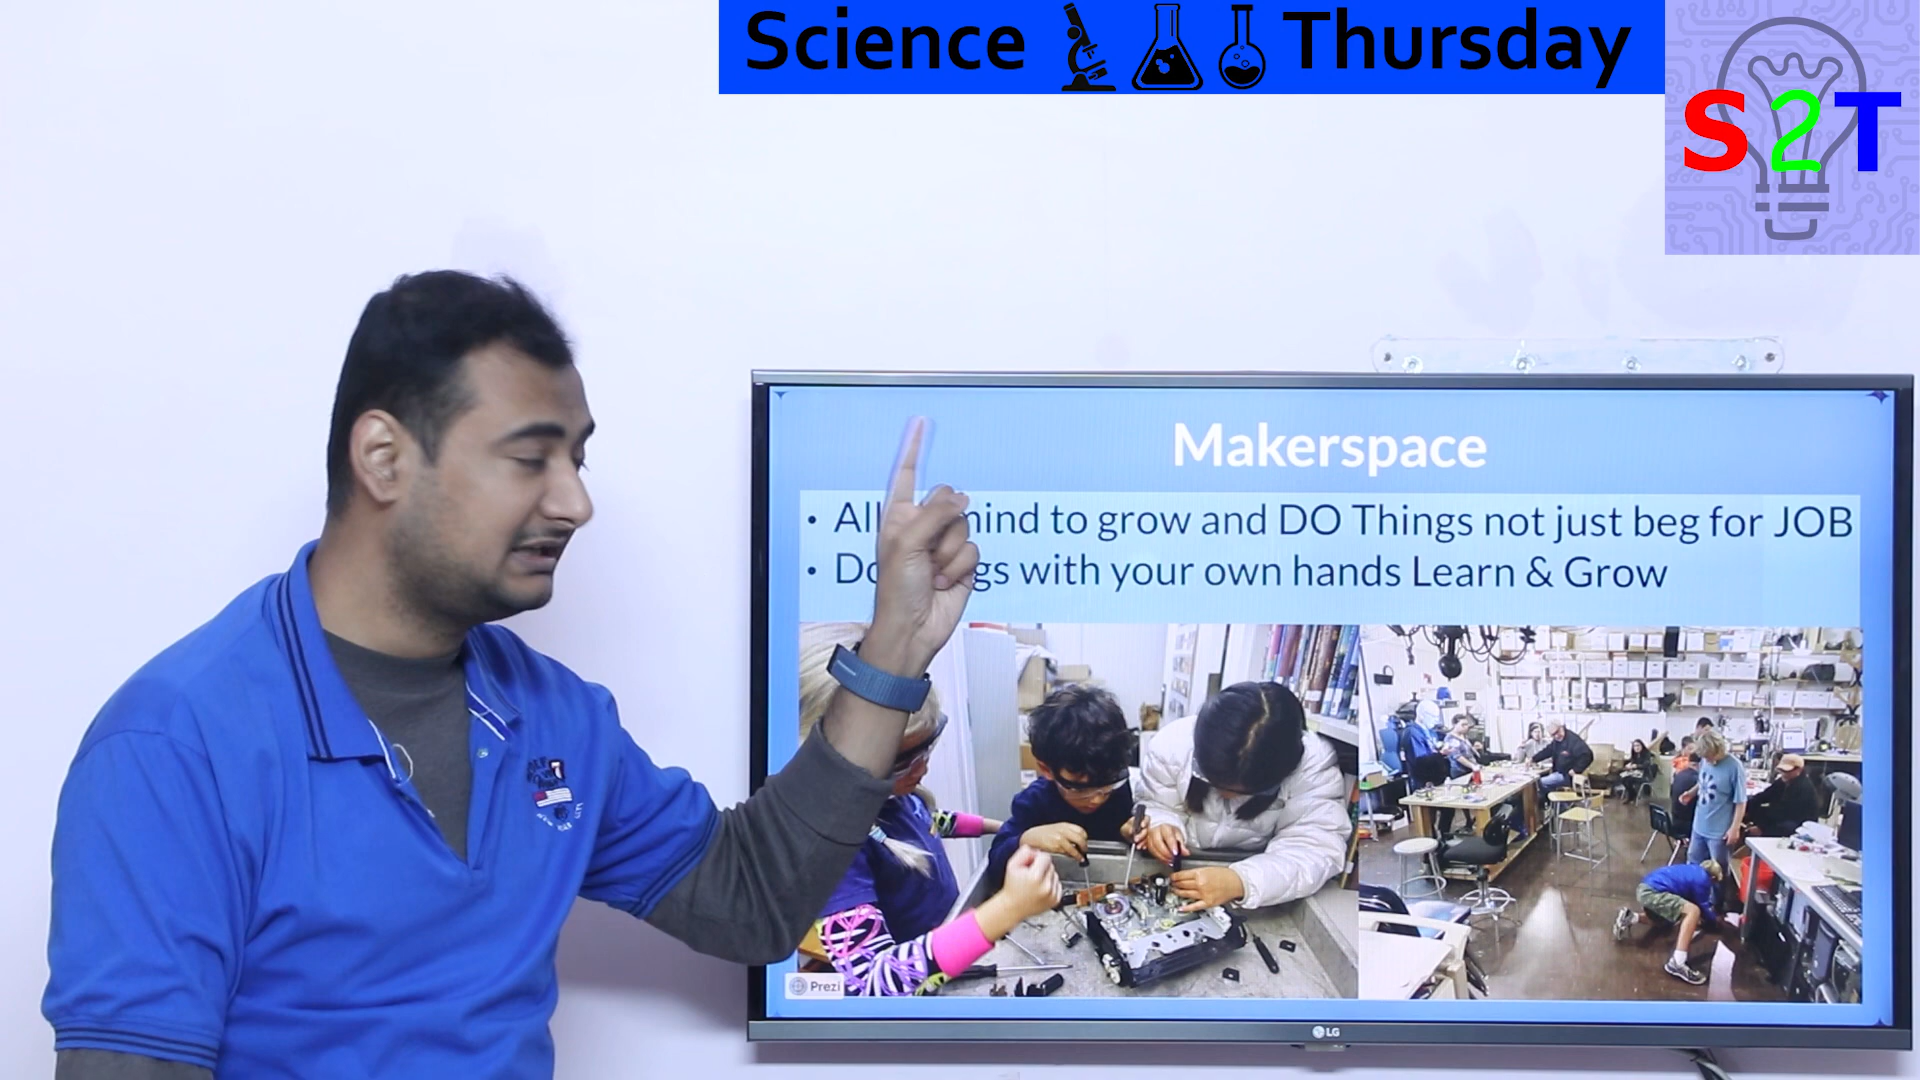 Science Thursday
S2T
Makerspace
• All mind to grow and DO Things not just beg for JOB
• Do with your own hands Learn & Grow
Prezi
LG